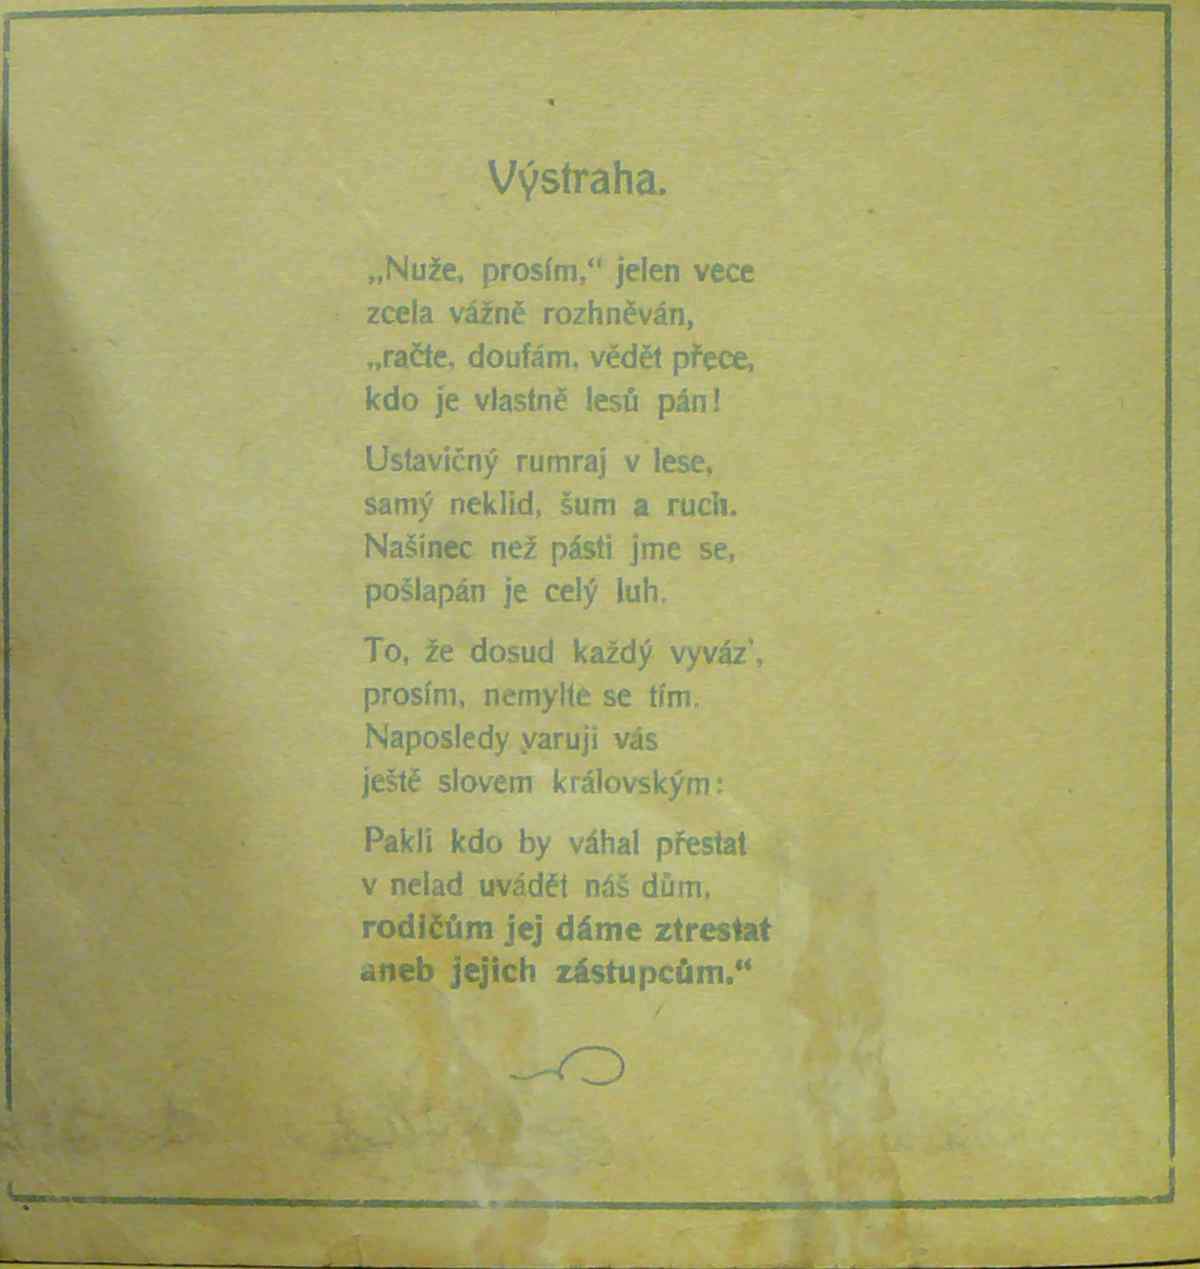 Výstraha.
„Nuže, prosím,“ jelen vece
zcela vážně rozhněván,
„račte, doufám, vědět přece,
kdo je vlastně lesů pán!
Ustavičný rumraj v lese,
samý neklid, šum a ruch.
Našinec než pásti jme se,
pošlapán je celý luh.
To, že dosud každý vyváz’,
prosím, nemylte se tím.
Naposledy varuji vás
ještě slovem královským:
Pakli kdo by váhal přestat
v nelad uvádět náš dům,
rodičům jej dáme ztrestat
aneb jejich zástupcům.“